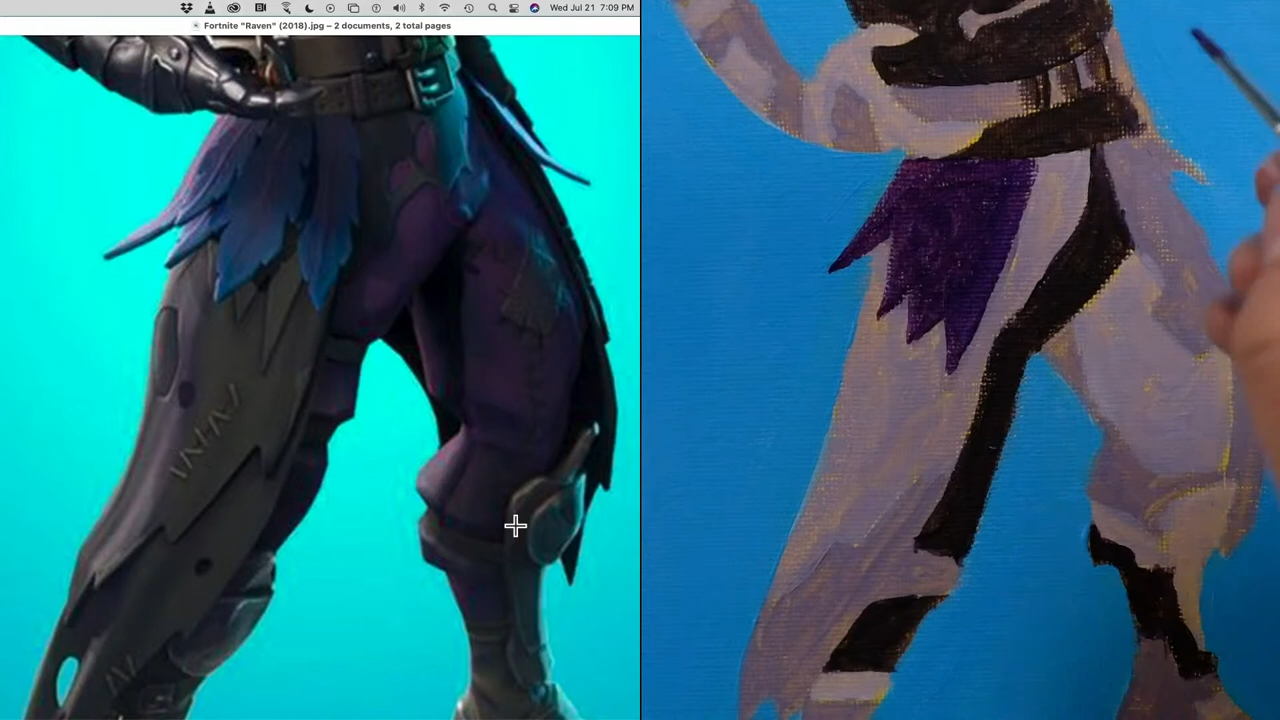 Wed Jul 21 7:09 PM
Fortnite "Raven" (2018).jpg – 2 documents, 2 total pages